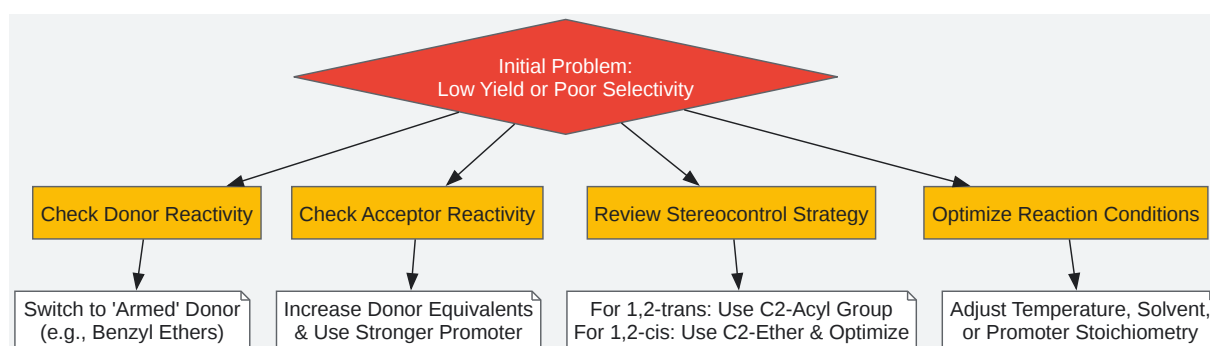 Initial Problem:
Low Yield or Poor Selectivity
Check Donor Reactivity
Check Acceptor Reactivity
Review Stereocontrol Strategy
Optimize Reaction Conditions
Switch to 'Armed' Donor
(e.g., Benzyl Ethers)
Increase Donor Equivalents
& Use Stronger Promoter
For 1,2-trans: Use C2-Acyl Group
For 1,2-cis: Use C2-Ether & Optimize
Adjust Temperature, Solvent,
or Promoter Stoichiometry